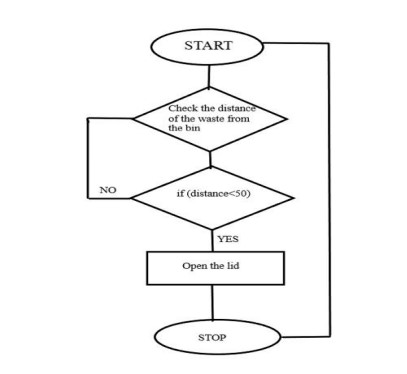 START
Check the distance
of the waste from
the bin
if (distance<50)
NO
YES
Open the lid
STOP